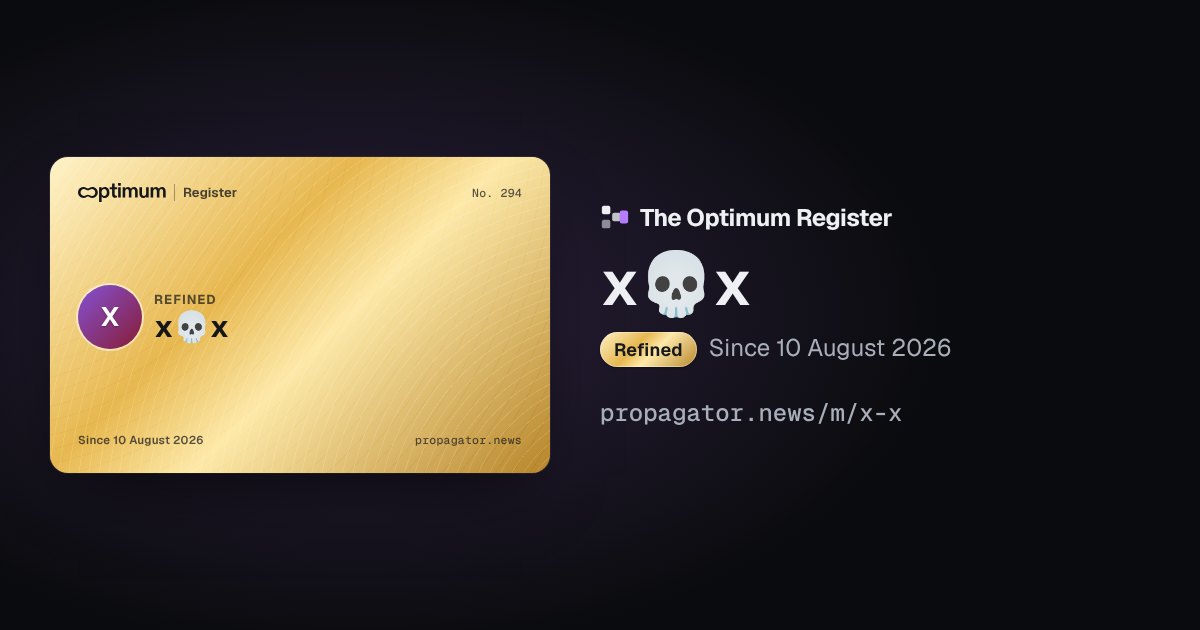 optimum | Register
No. 294
X
REFINED
x💀x
Since 10 August 2026
propagator.news
The Optimum Register
x💀x
Refined
Since 10 August 2026
propagator.news/m/x-x